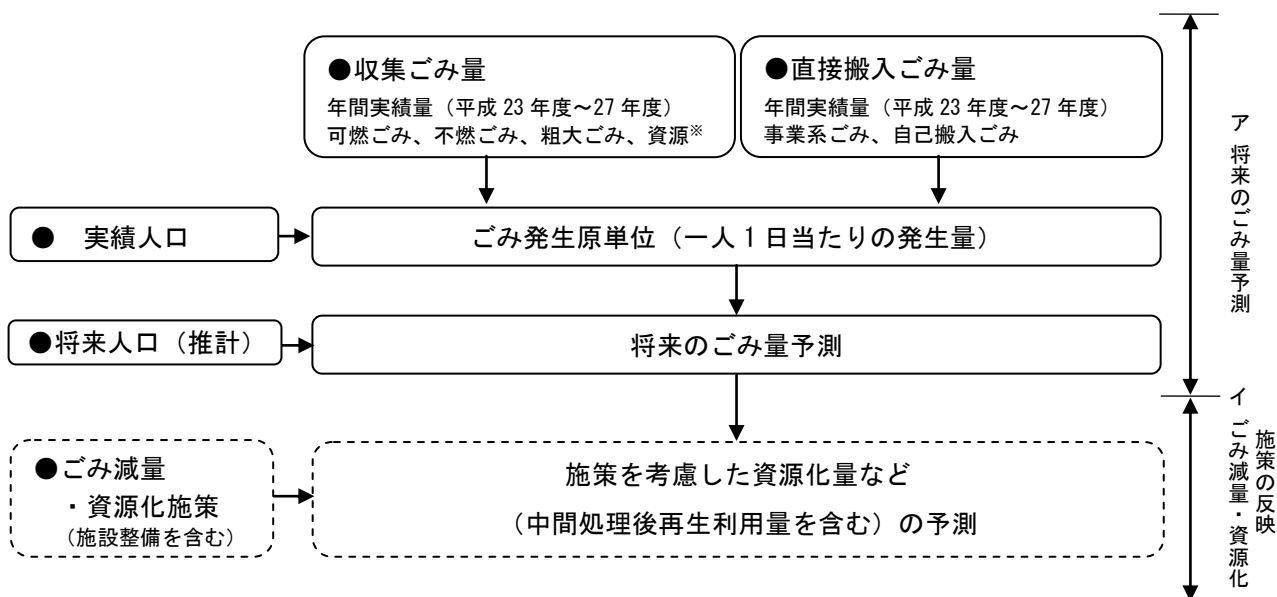 ●収集ごみ量
年間実績量（平成 23 年度～27 年度）
可燃ごみ、不燃ごみ、粗大ごみ、資源※
●直接搬入ごみ量
年間実績量（平成 23 年度～27 年度）
事業系ごみ、自己搬入ごみ
● 実績人口
ごみ発生原単位（一人１日当たりの発生量）
●将来人口（推計）
将来のごみ量予測
●ごみ減量
・資源化施策
（施設整備を含む）
施策を考慮した資源化量など
（中間処理後再生利用量を含む）の予測
ア 将来のごみ量予測
イ ごみ減量・資源化
施策の反映